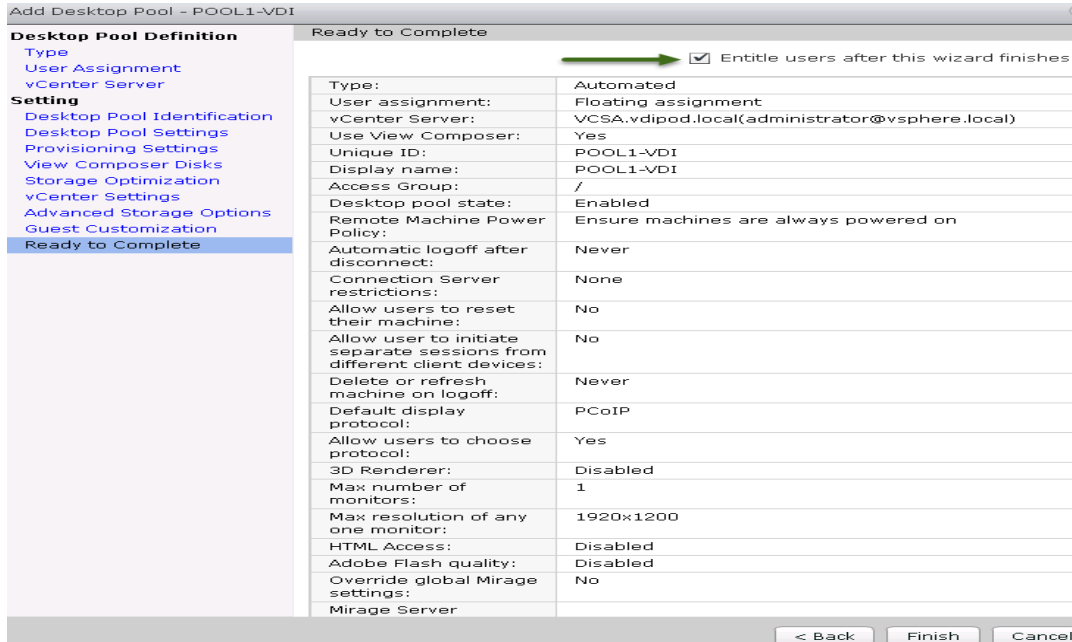 Add Desktop Pool - POOL1-VDI
Desktop Pool Definition
Type
User Assignment
vCenter Server
Setting
Desktop Pool Identification
Desktop Pool Settings
Provisioning Settings
View Composer Disks
Storage Optimization
vCenter Settings
Advanced Storage Options
Guest Customization
Ready to Complete
Ready to Complete
Entitle users after this wizard finishes
Type: Automated
User assignment: Floating assignment
vCenter Server: VCSA.vdipod.local(administrator@vsphere.local)
Use View Composer: Yes
Unique ID: POOL1-VDI
Display name: POOL1-VDI
Access Group: /
Desktop pool state: Enabled
Remote Machine Power Ensure machines are always powered on
Policy:
Automatic logoff after Never
disconnect:
Connection Server None
restrictions:
Allow users to reset No
their machine:
Allow user to initiate No
separate sessions from
different client devices:
Delete or refresh Never
machine on logoff:
Default display PCoIP
protocol:
Allow users to choose Yes
protocol:
3D Renderer: Disabled
Max number of 1
monitors:
Max resolution of any 1920x1200
one monitor:
HTML Access: Disabled
Adobe Flash quality: Disabled
Override global Mirage No
settings:
Mirage Server
< Back Finish Cancel